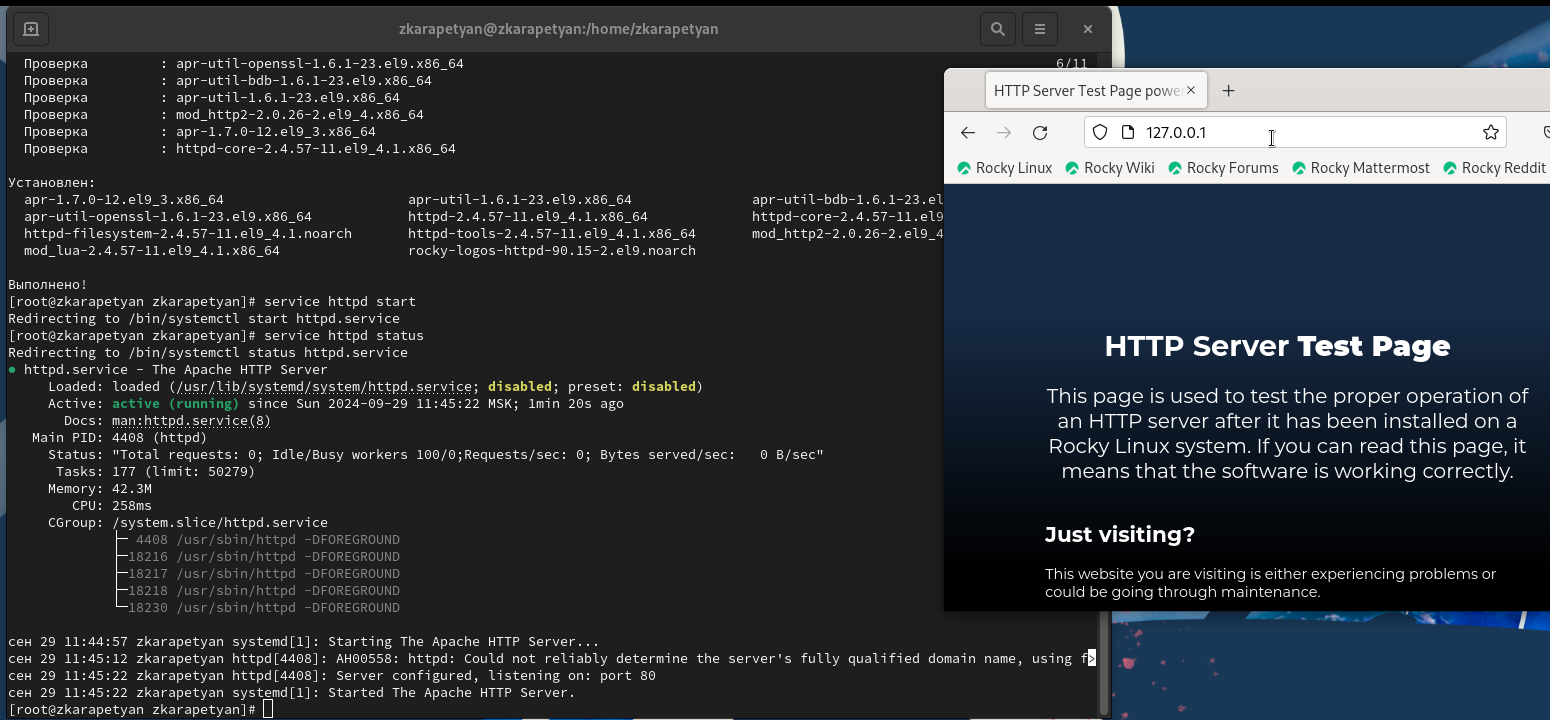 zkarapetyan@zkarapetyan:/home/zkarapetyan
Проверка : apr-util-openssl-1.6.1-23.el9.x86_64 6/11
Проверка : apr-util-bdb-1.6.1-23.el9.x86_64
Проверка : apr-util-1.6.1-23.el9.x86_64
Проверка : mod_http2-2.0.26-2.el9_4.x86_64
Проверка : apr-1.7.0-12.el9_3.x86_64
Проверка : httpd-core-2.4.57-11.el9_4.1.x86_64
Установлен:
apr-1.7.0-12.el9_3.x86_64 apr-util-1.6.1-23.el9.x86_64 apr-util-bdb-1.6.1-23.el
apr-util-openssl-1.6.1-23.el9.x86_64 httpd-2.4.57-11.el9_4.1.x86_64 httpd-core-2.4.57-11.el9
httpd-filesystem-2.4.57-11.el9_4.1.noarch httpd-tools-2.4.57-11.el9_4.1.x86_64 mod_http2-2.0.26-2.el9_4
mod_lua-2.4.57-11.el9_4.1.x86_64 rocky-logos-httpd-90.15-2.el9.noarch
Выполнено!
[root@zkarapetyan zkarapetyan]# service httpd start
Redirecting to /bin/systemctl start httpd.service
[root@zkarapetyan zkarapetyan]# service httpd status
Redirecting to /bin/systemctl status httpd.service
● httpd.service - The Apache HTTP Server
Loaded: loaded (/usr/lib/systemd/system/httpd.service; disabled; preset: disabled)
Active: active (running) since Sun 2024-09-29 11:45:22 MSK; 1min 20s ago
Docs: man:httpd.service(8)
Main PID: 4408 (httpd)
Status: "Total requests: 0; Idle/Busy workers 100/0;Requests/sec: 0; Bytes served/sec:   0 B/sec"
Tasks: 177 (limit: 50279)
Memory: 42.3M
CPU: 258ms
CGroup: /system.slice/httpd.service
├─ 4408 /usr/sbin/httpd -DFOREGROUND
├─18216 /usr/sbin/httpd -DFOREGROUND
├─18217 /usr/sbin/httpd -DFOREGROUND
├─18218 /usr/sbin/httpd -DFOREGROUND
└─18230 /usr/sbin/httpd -DFOREGROUND
сен 29 11:44:57 zkarapetyan systemd[1]: Starting The Apache HTTP Server...
сен 29 11:45:12 zkarapetyan httpd[4408]: AH00558: httpd: Could not reliably determine the server's fully qualified domain name, using f>
сен 29 11:45:22 zkarapetyan httpd[4408]: Server configured, listening on: port 80
сен 29 11:45:22 zkarapetyan systemd[1]: Started The Apache HTTP Server.
[root@zkarapetyan zkarapetyan]#
HTTP Server Test Page powe
127.0.0.1
Rocky Linux Rocky Wiki Rocky Forums Rocky Mattermost Rocky Reddit
HTTP Server Test Page
This page is used to test the proper operation of
an HTTP server after it has been installed on a
Rocky Linux system. If you can read this page, it
means that the software is working correctly.
Just visiting?
This website you are visiting is either experiencing problems or
could be going through maintenance.